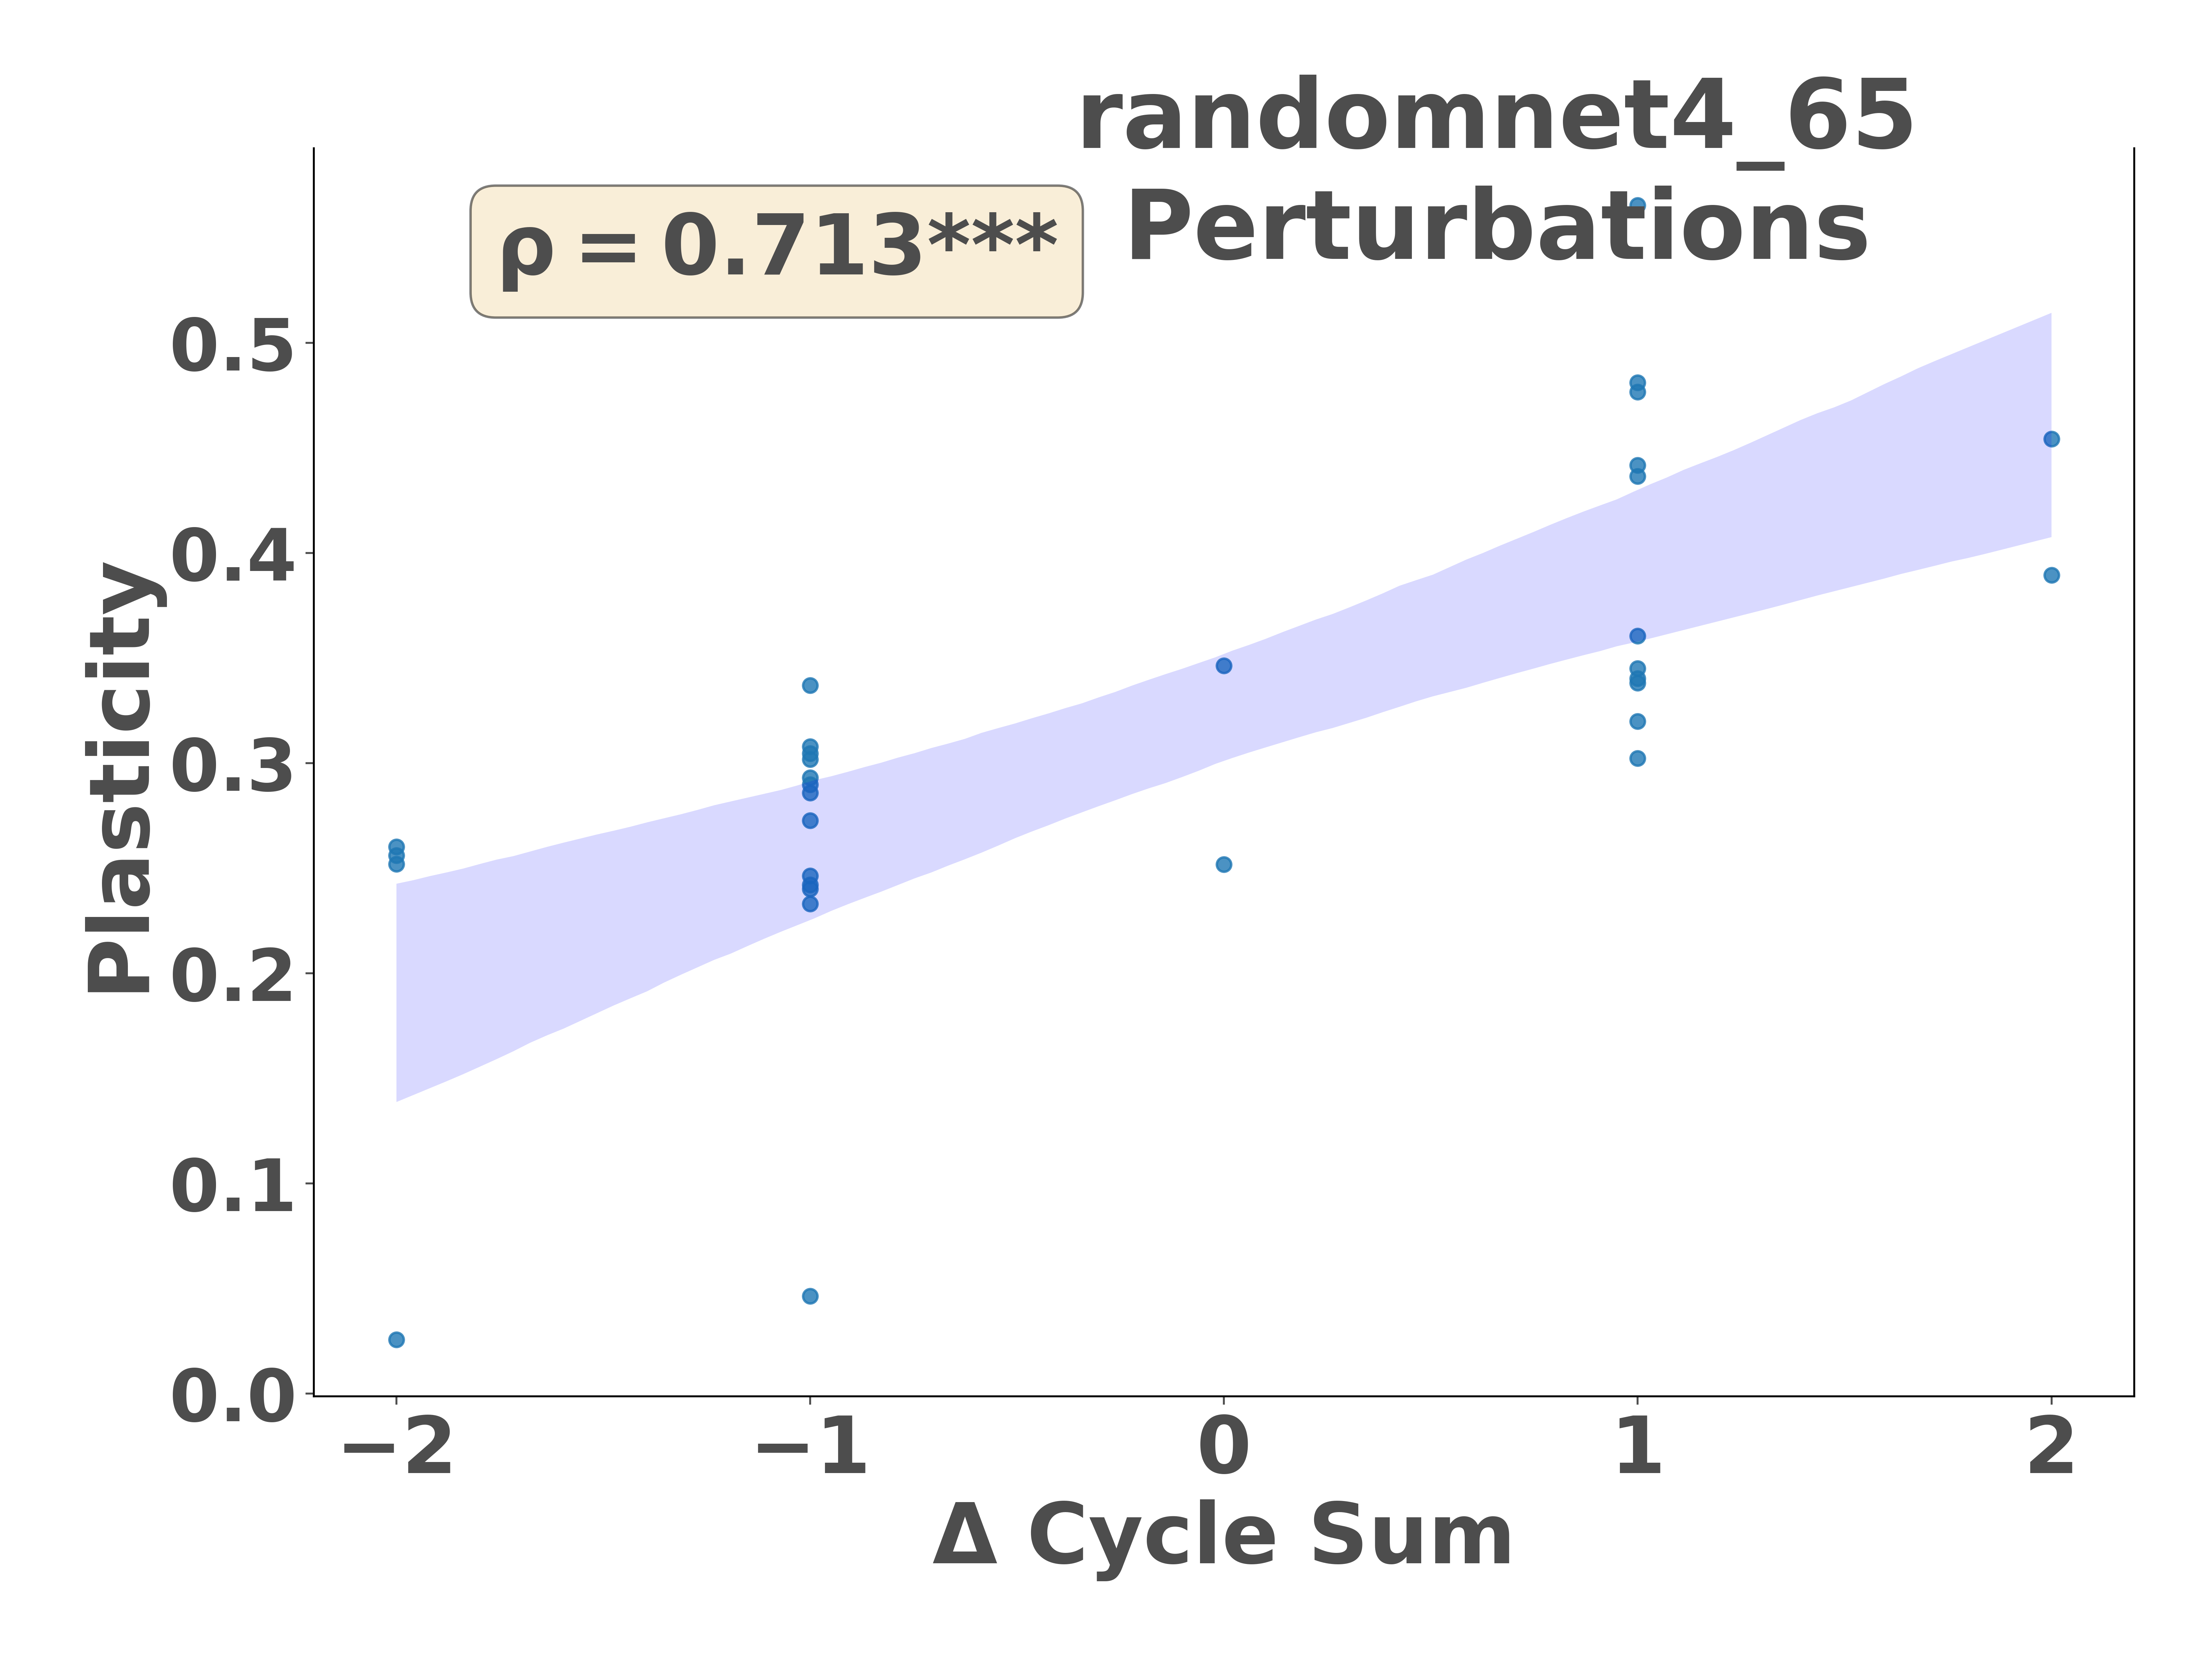 randomnet4_65
Perturbations
ρ = 0.713***
0.5
0.4
0.3
0.2
0.1
0.0
Plasticity
−2 −1 0 1 2
Δ Cycle Sum